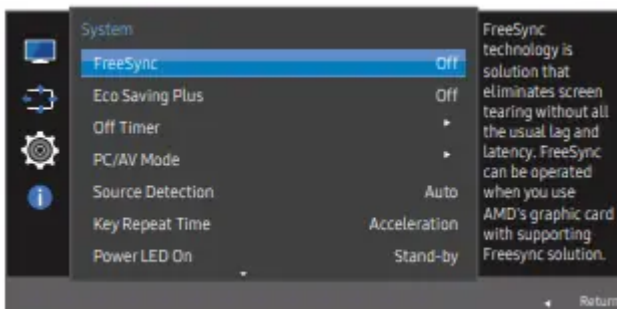 System
FreeSync Off
Eco Saving Plus Off
Off Timer
PC/AV Mode
Source Detection Auto
Key Repeat Time Acceleration
Power LED On Stand-by
FreeSync
technology is
solution that
eliminates screen
tearing without all
the usual lag and
latency. FreeSync
can be operated
when you use
AMD's graphic card
with supporting
Freesync solution.
Return